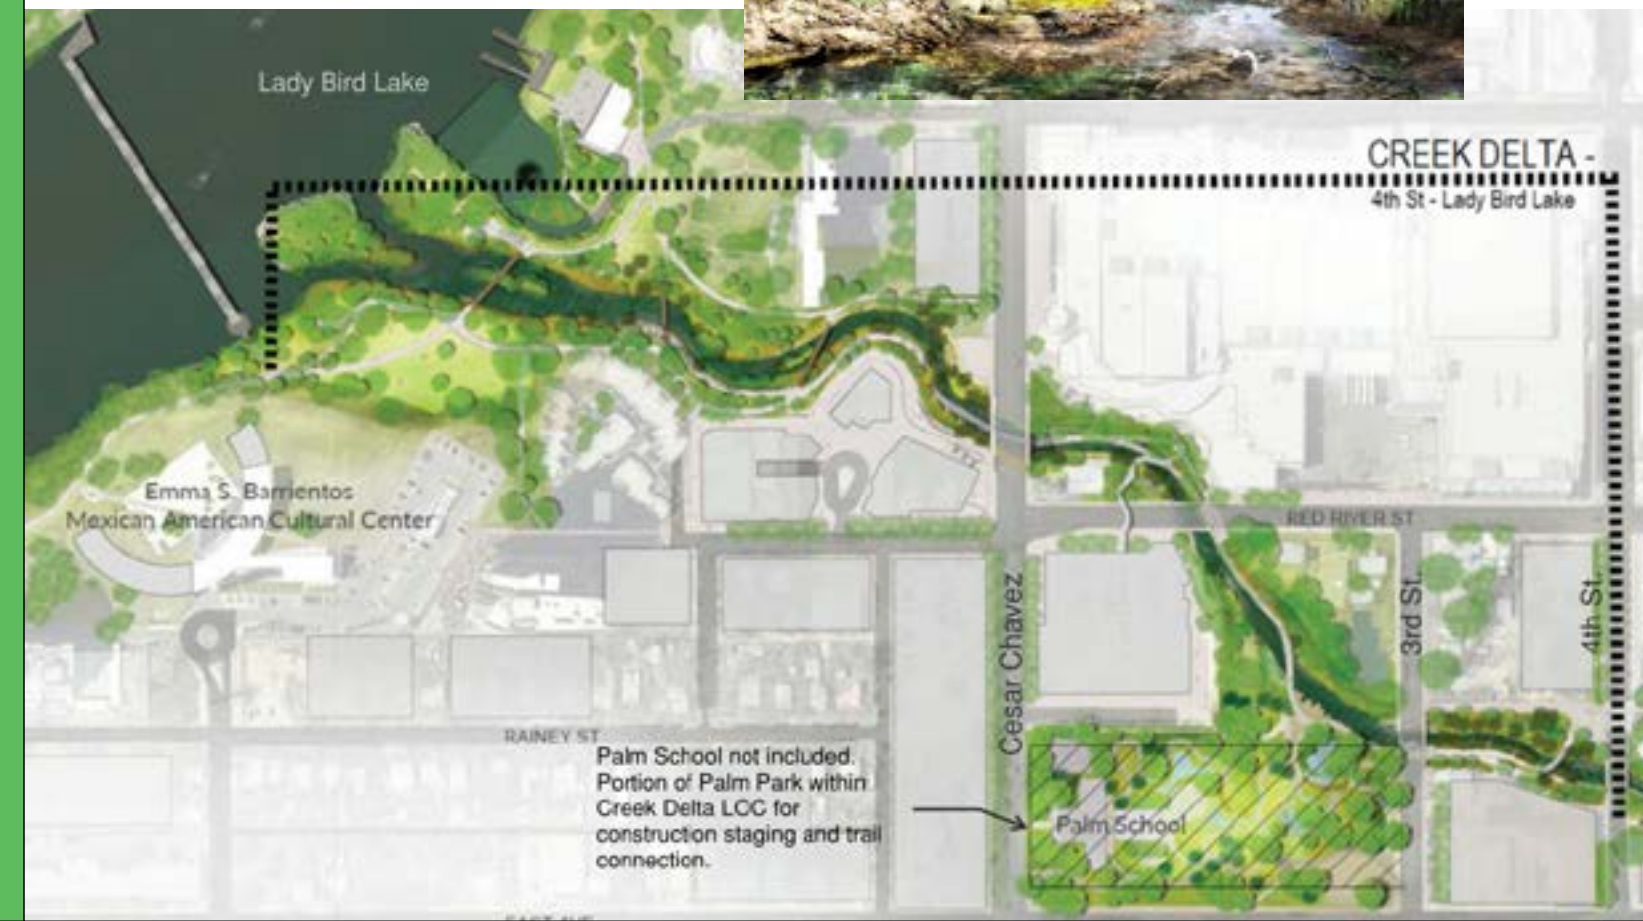 Lady Bird Lake
CREEK DELTA -
4th St - Lady Bird Lake
Emma S. Barrientos
Mexican American Cultural Center
RED RIVER ST
Cesar Chavez
3rd St.
4th St.
RAINEY ST
Palm School not included.
Portion of Palm Park within
Creek Delta LOC for
construction staging and trail
connection.
Palm School